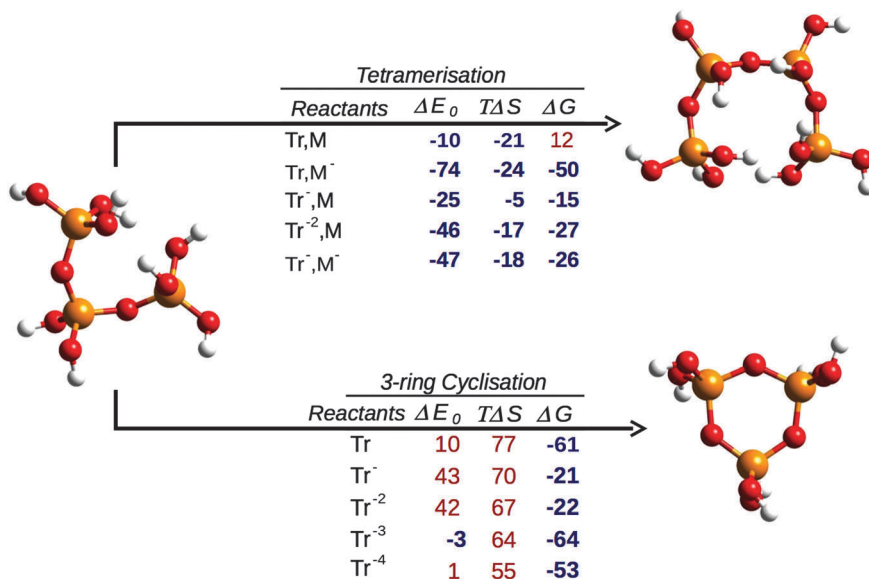 Tetramerisation
Reactants ΔE₀ TΔS ΔG
Tr,M -10 -21 12
Tr,M⁻ -74 -24 -50
Tr⁻,M -25 -5 -15
Tr⁻²,M -46 -17 -27
Tr⁻,M⁻ -47 -18 -26
3-ring Cyclisation
Reactants ΔE₀ TΔS ΔG
Tr 10 77 -61
Tr⁻ 43 70 -21
Tr⁻² 42 67 -22
Tr⁻³ -3 64 -64
Tr⁻⁴ 1 55 -53